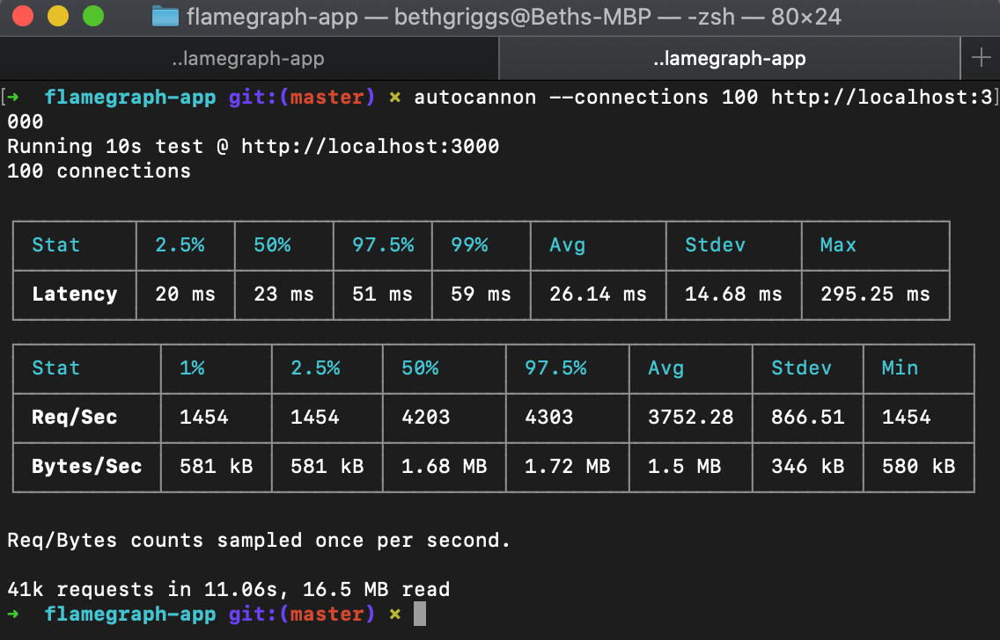 flamegraph-app — bethgriggs@Beths-MBP — -zsh — 80×24
..lamegraph-app ..lamegraph-app +
[➜ flamegraph-app git:(master) ✗ autocannon --connections 100 http://localhost:3]
000
Running 10s test @ http://localhost:3000
100 connections
Stat 2.5% 50% 97.5% 99% Avg Stdev Max
Latency 20 ms 23 ms 51 ms 59 ms 26.14 ms 14.68 ms 295.25 ms
Stat 1% 2.5% 50% 97.5% Avg Stdev Min
Req/Sec 1454 1454 4203 4303 3752.28 866.51 1454
Bytes/Sec 581 kB 581 kB 1.68 MB 1.72 MB 1.5 MB 346 kB 580 kB
Req/Bytes counts sampled once per second.
41k requests in 11.06s, 16.5 MB read
➜ flamegraph-app git:(master) ✗